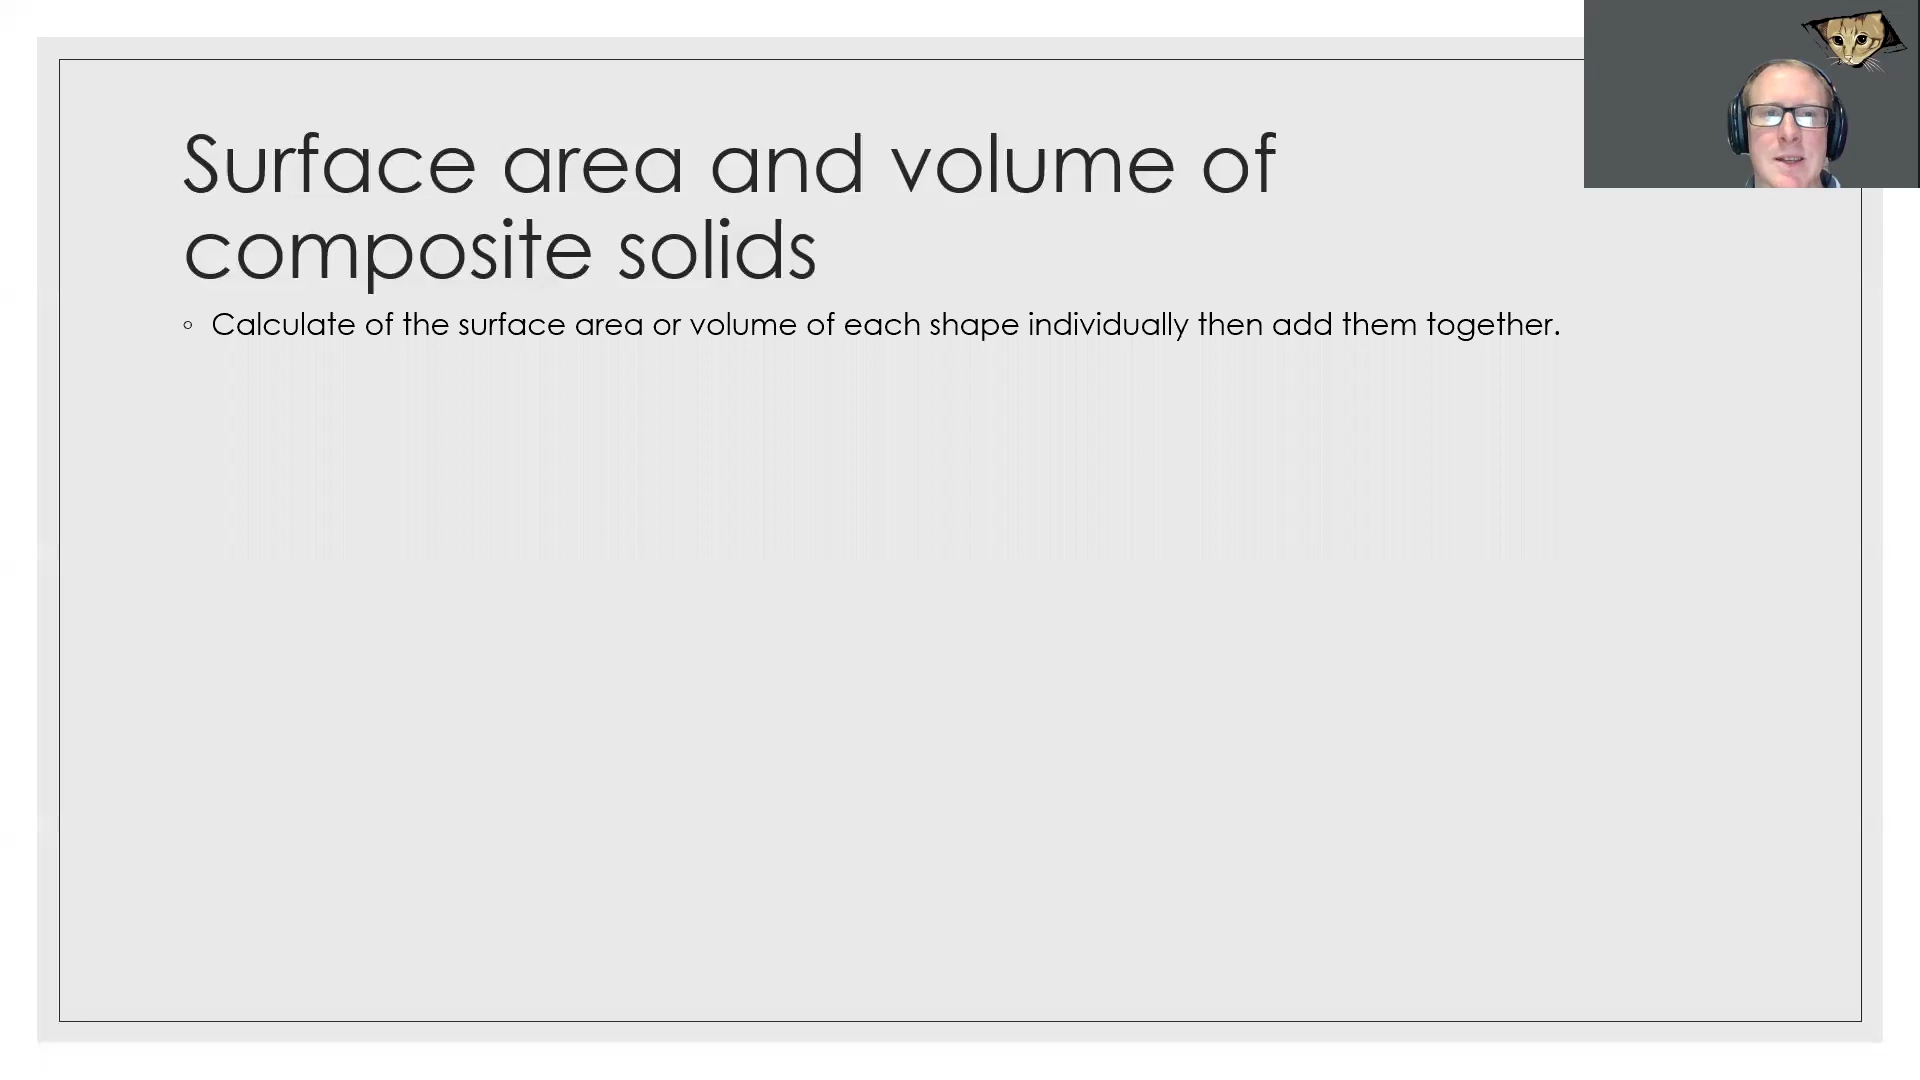 Surface area and volume of
composite solids
◦ Calculate of the surface area or volume of each shape individually then add them together.